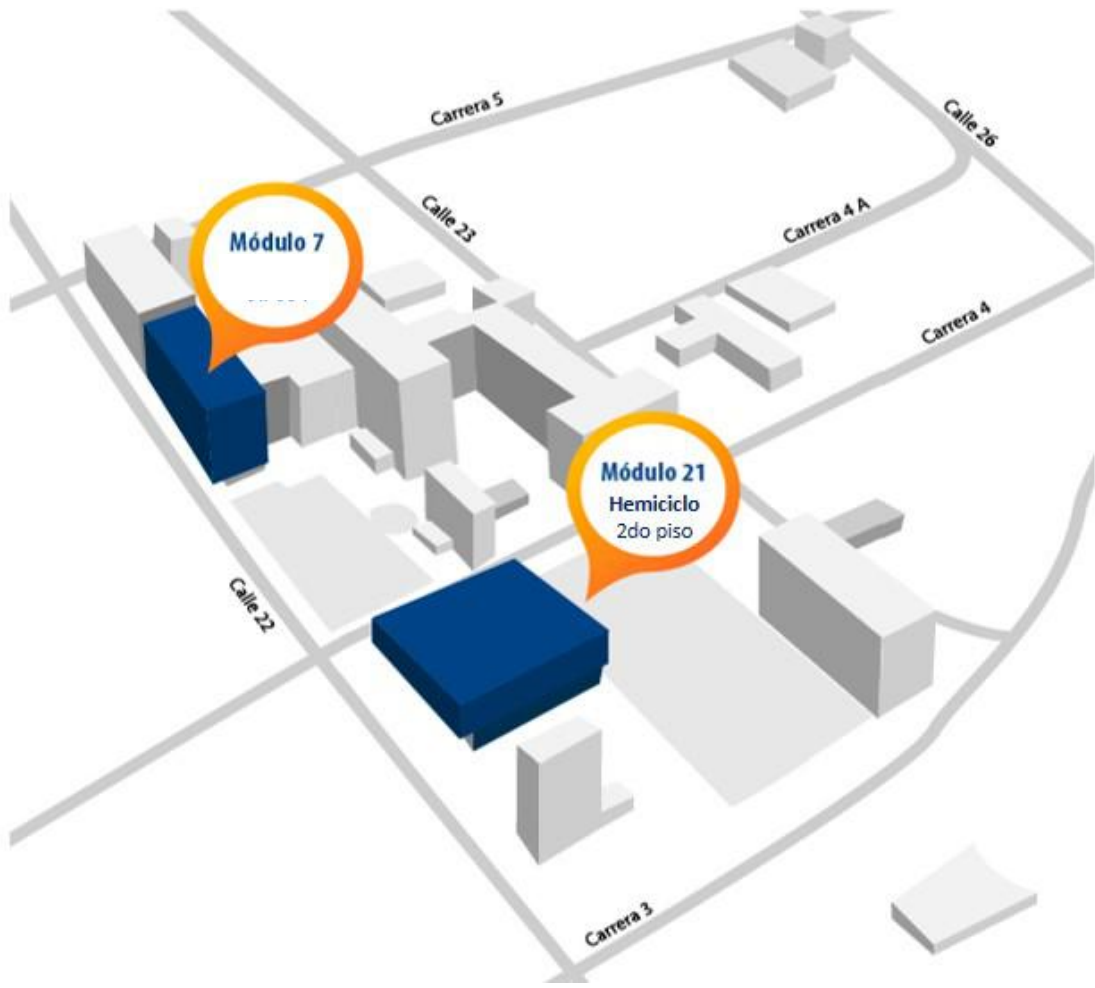 Carrera 5
Calle 26
Calle 23
Carrera 4 A
Módulo 7
Carrera 4
Módulo 21
Hemiciclo
2do piso
Calle 22
Carrera 3